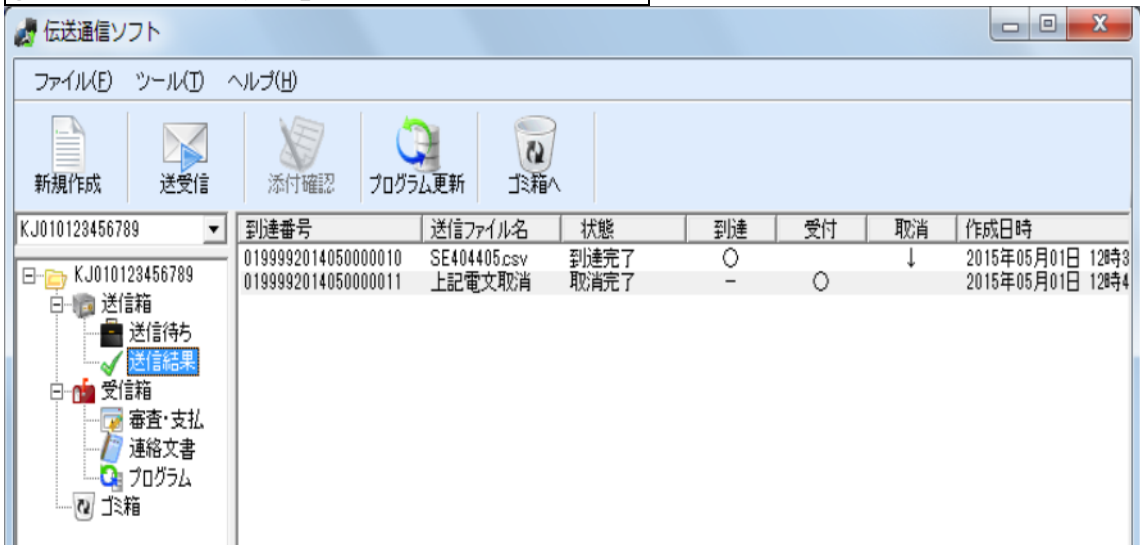 伝送通信ソフト
ファイル(F) ツール(T) ヘルプ(H)
新規作成 送受信 添付確認 プログラム更新 ゴミ箱へ
KJ010123456789
到達番号 送信ファイル名 状態 到達 受付 取消 作成日時
0199992014050000010 SE404405.csv 到達完了 ○ ↓ 2015年05月01日 12時3
0199992014050000011 上記電文取消 取消完了 － ○ 2015年05月01日 12時4
KJ010123456789
送信箱
送信待ち
送信結果
受信箱
審査・支払
連絡文書
プログラム
ゴミ箱